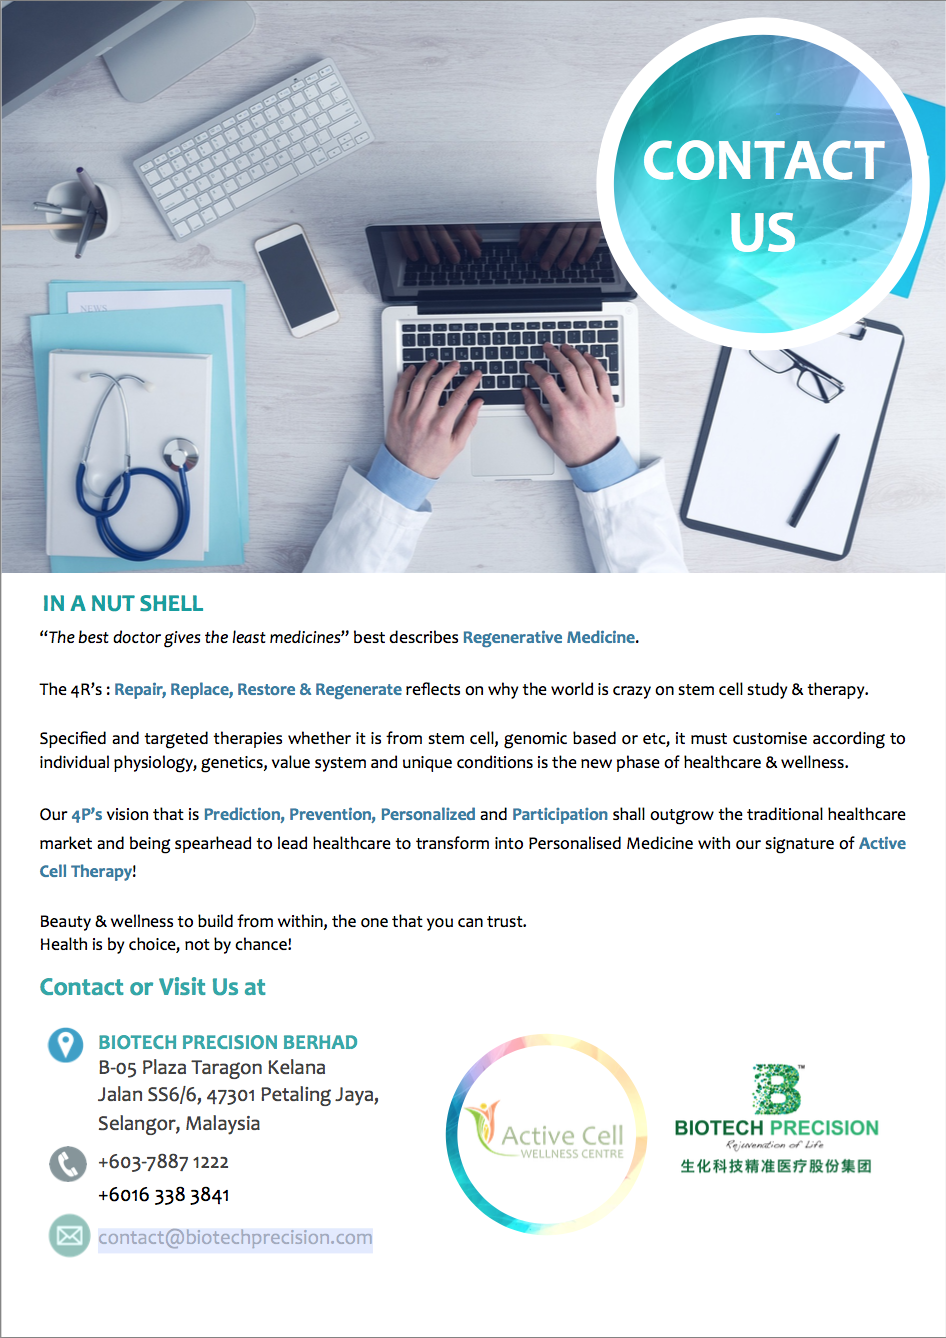 CONTACT
US
NEWS
IN A NUT SHELL
“The best doctor gives the least medicines” best describes Regenerative Medicine.
The 4R’s : Repair, Replace, Restore & Regenerate reflects on why the world is crazy on stem cell study & therapy.
Specified and targeted therapies whether it is from stem cell, genomic based or etc, it must customise according to
individual physiology, genetics, value system and unique conditions is the new phase of healthcare & wellness.
Our 4P’s vision that is Prediction, Prevention, Personalized and Participation shall outgrow the traditional healthcare
market and being spearhead to lead healthcare to transform into Personalised Medicine with our signature of Active
Cell Therapy!
Beauty & wellness to build from within, the one that you can trust.
Health is by choice, not by chance!
Contact or Visit Us at
BIOTECH PRECISION BERHAD
B-05 Plaza Taragon Kelana
Jalan SS6/6, 47301 Petaling Jaya,
Selangor, Malaysia
+603-7887 1222
+6016 338 3841
contact@biotechprecision.com
Active Cell
WELLNESS CENTRE
B™
BIOTECH PRECISION
Rejuvenation of Life
生化科技精准医疗股份集团